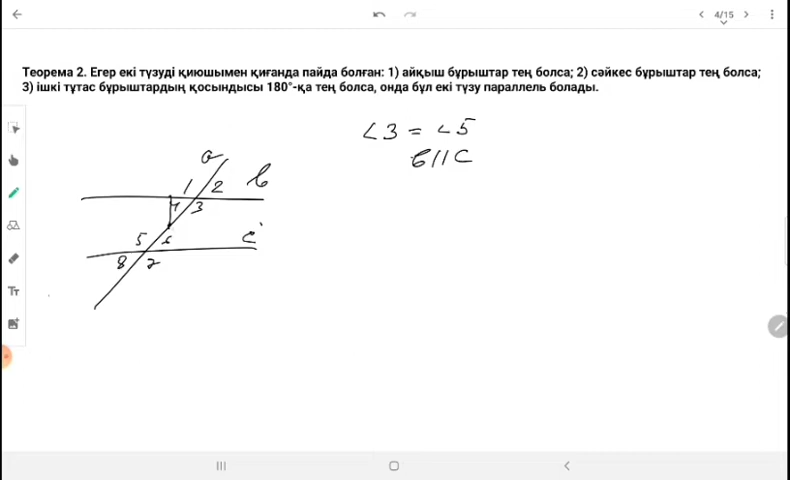 4/15
Теорема 2. Егер екі түзуді қиюшымен қиғанда пайда болған: 1) айқыш бұрыштар тең болса; 2) сәйкес бұрыштар тең болса;
3) ішкі тұтас бұрыштардың қосындысы 180°-қа тең болса, онда бұл екі түзу параллель болады.
∠3 = ∠5
в//c
a
1 2 b
4 3
5 6 c
8 7
Tт